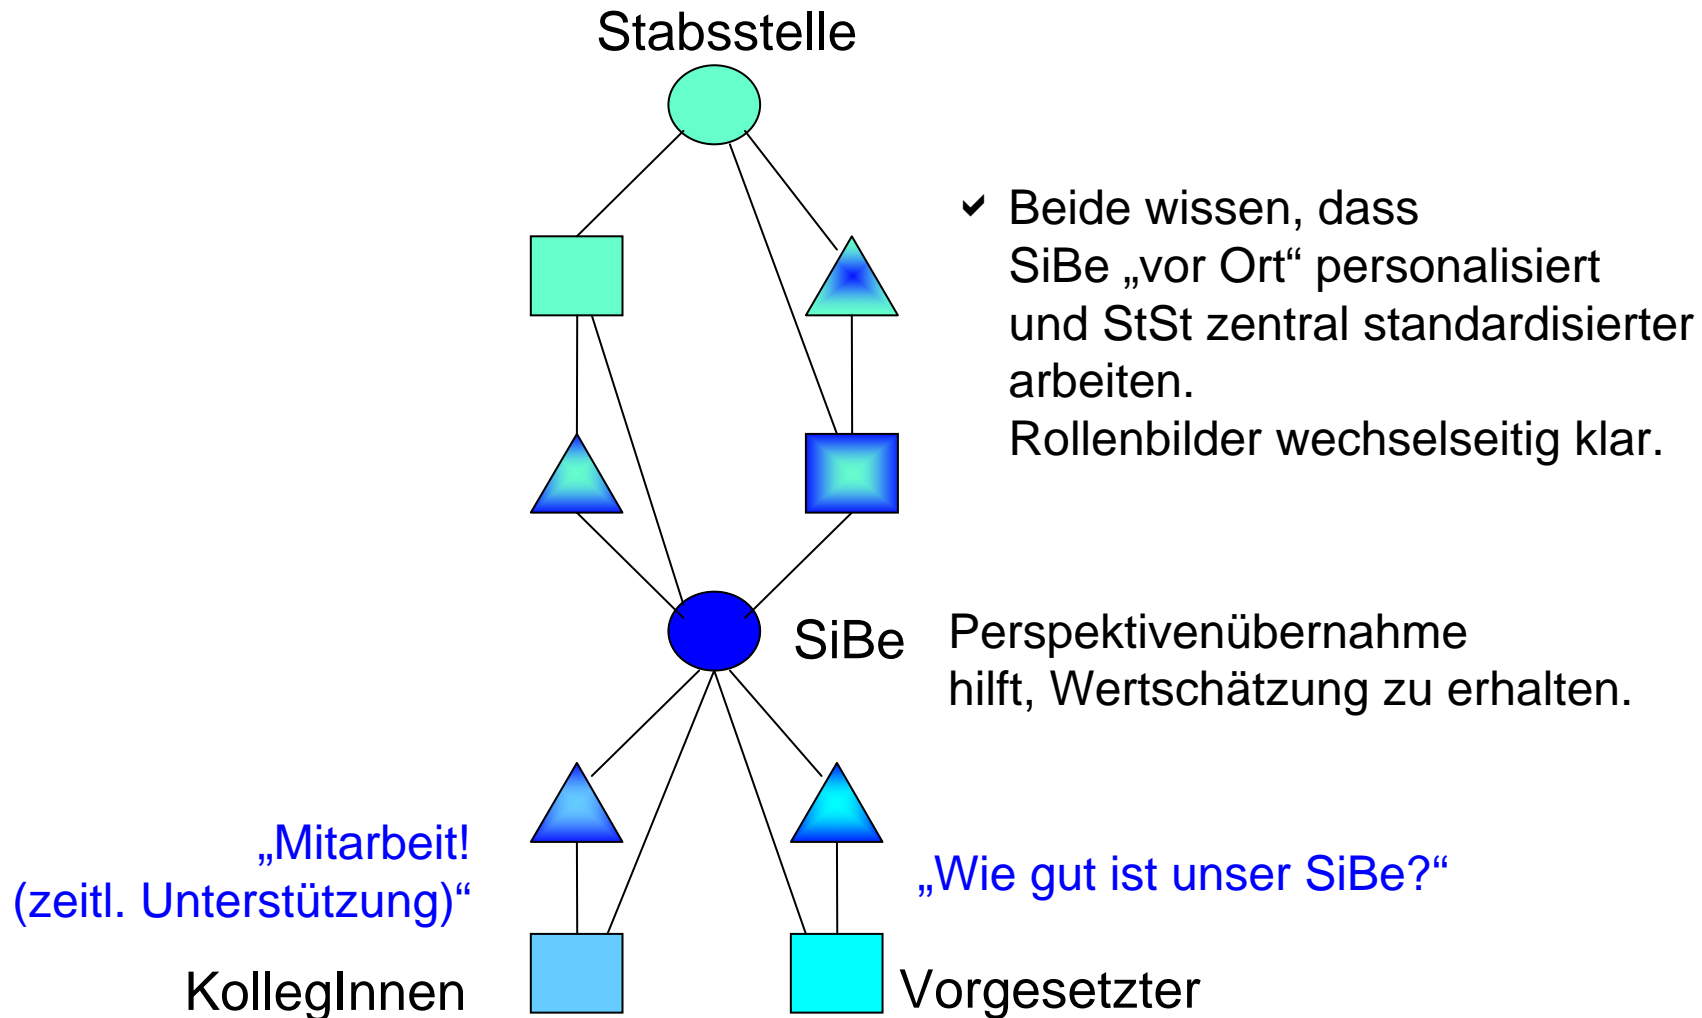 Stabsstelle
✓ Beide wissen, dass
SiBe „vor Ort“ personalisiert
und StSt zentral standardisierter
arbeiten.
Rollenbilder wechselseitig klar.
SiBe
Perspektivenübernahme
hilft, Wertschätzung zu erhalten.
„Mitarbeit!
(zeitl. Unterstützung)“
„Wie gut ist unser SiBe?“
KollegInnen
Vorgesetzter